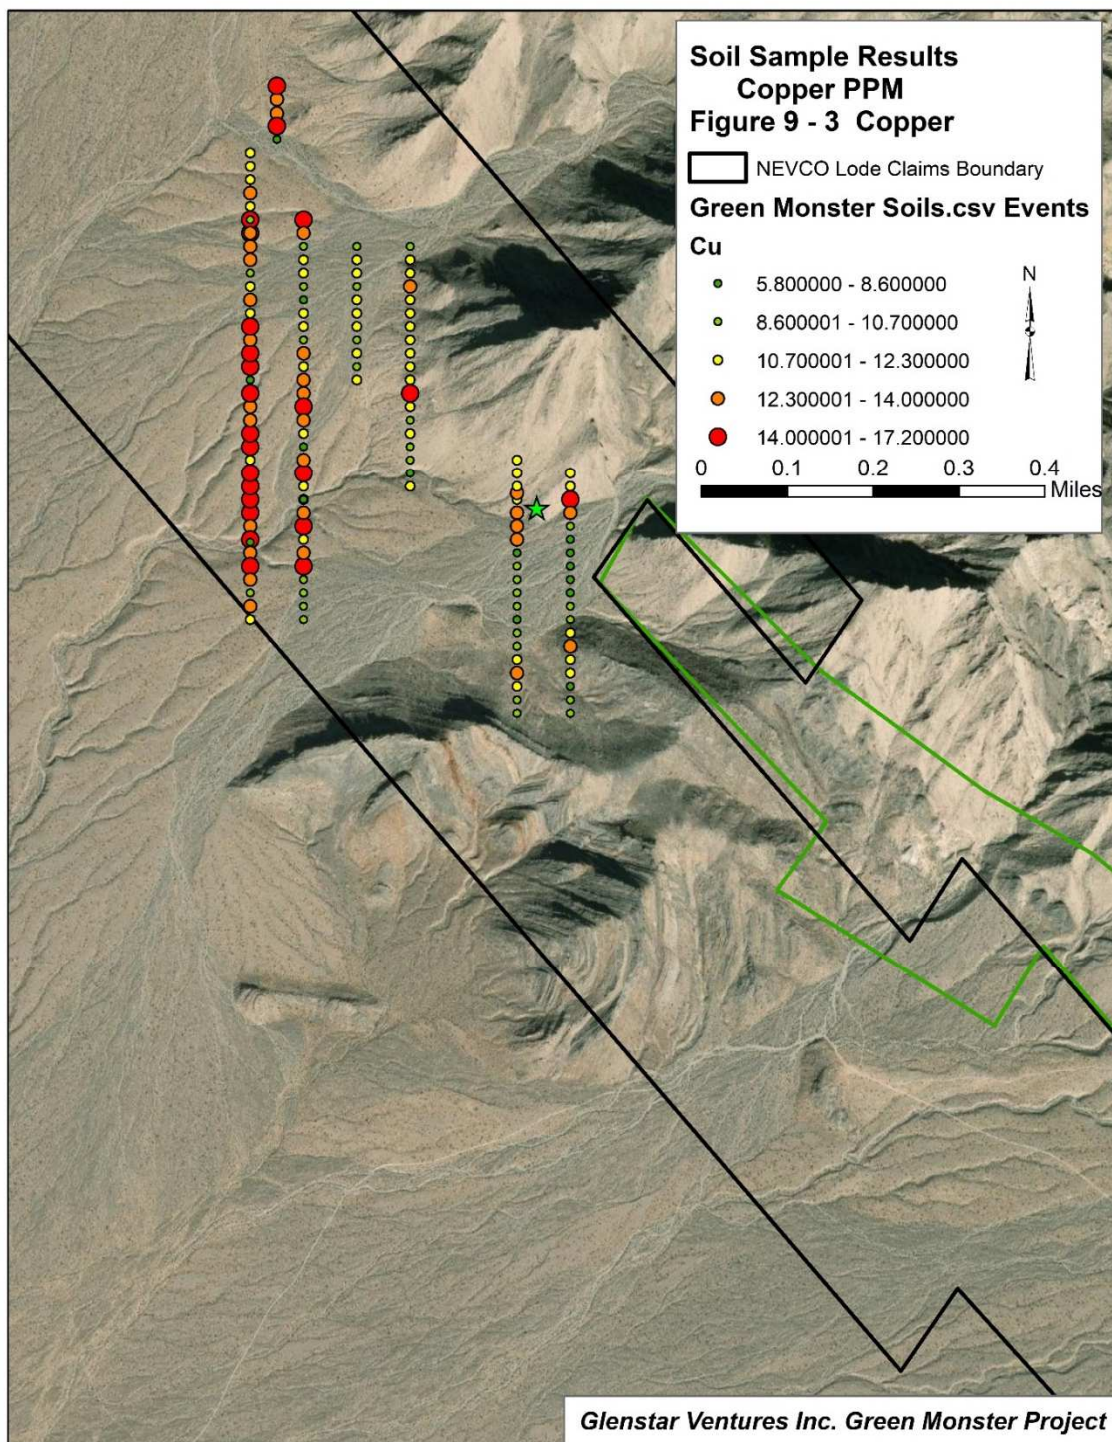 Soil Sample Results
Copper PPM
Figure 9 - 3 Copper
NEVCO Lode Claims Boundary
Green Monster Soils.csv Events
Cu
N
5.800000 - 8.600000
8.600001 - 10.700000
10.700001 - 12.300000
12.300001 - 14.000000
14.000001 - 17.200000
0 0.1 0.2 0.3 0.4
Miles
Glenstar Ventures Inc. Green Monster Project